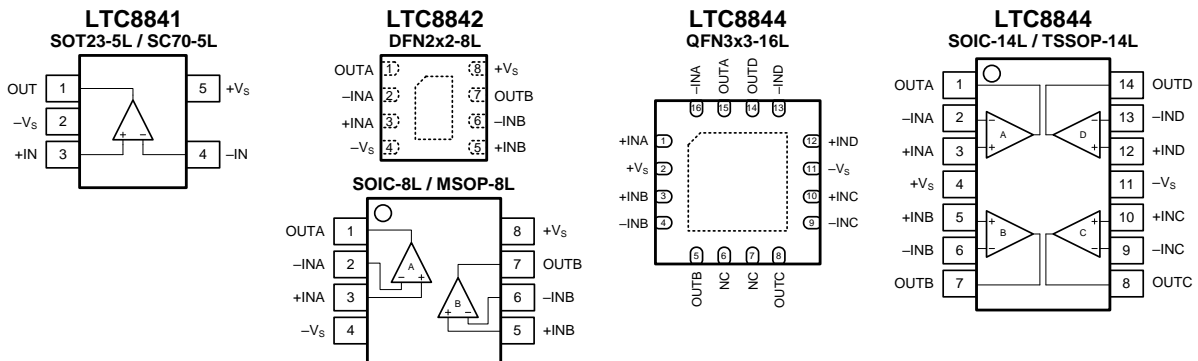 LTC8841
SOT23-5L / SC70-5L
OUT 1 5 +VS
–VS 2
+IN 3 + – 4 –IN
LTC8842
DFN2x2-8L
OUTA 1 8 +VS
–INA 2 7 OUTB
+INA 3 6 –INB
–VS 4 5 +INB
SOIC-8L / MSOP-8L
OUTA 1 8 +VS
–INA 2 A – + 7 OUTB
+INA 3 B 6 –INB
–VS 4 + – 5 +INB
LTC8844
QFN3x3-16L
–INA OUTA OUTD –IND
16 15 14 13
+INA 1 12 +IND
+VS 2 11 –VS
+INB 3 10 +INC
–INB 4 9 –INC
5 6 7 8
OUTB NC NC OUTC
LTC8844
SOIC-14L / TSSOP-14L
OUTA 1 14 OUTD
–INA 2 – A D – 13 –IND
+INA 3 + + 12 +IND
+VS 4 11 –VS
+INB 5 + B C + 10 +INC
–INB 6 – – 9 –INC
OUTB 7 8 OUTC